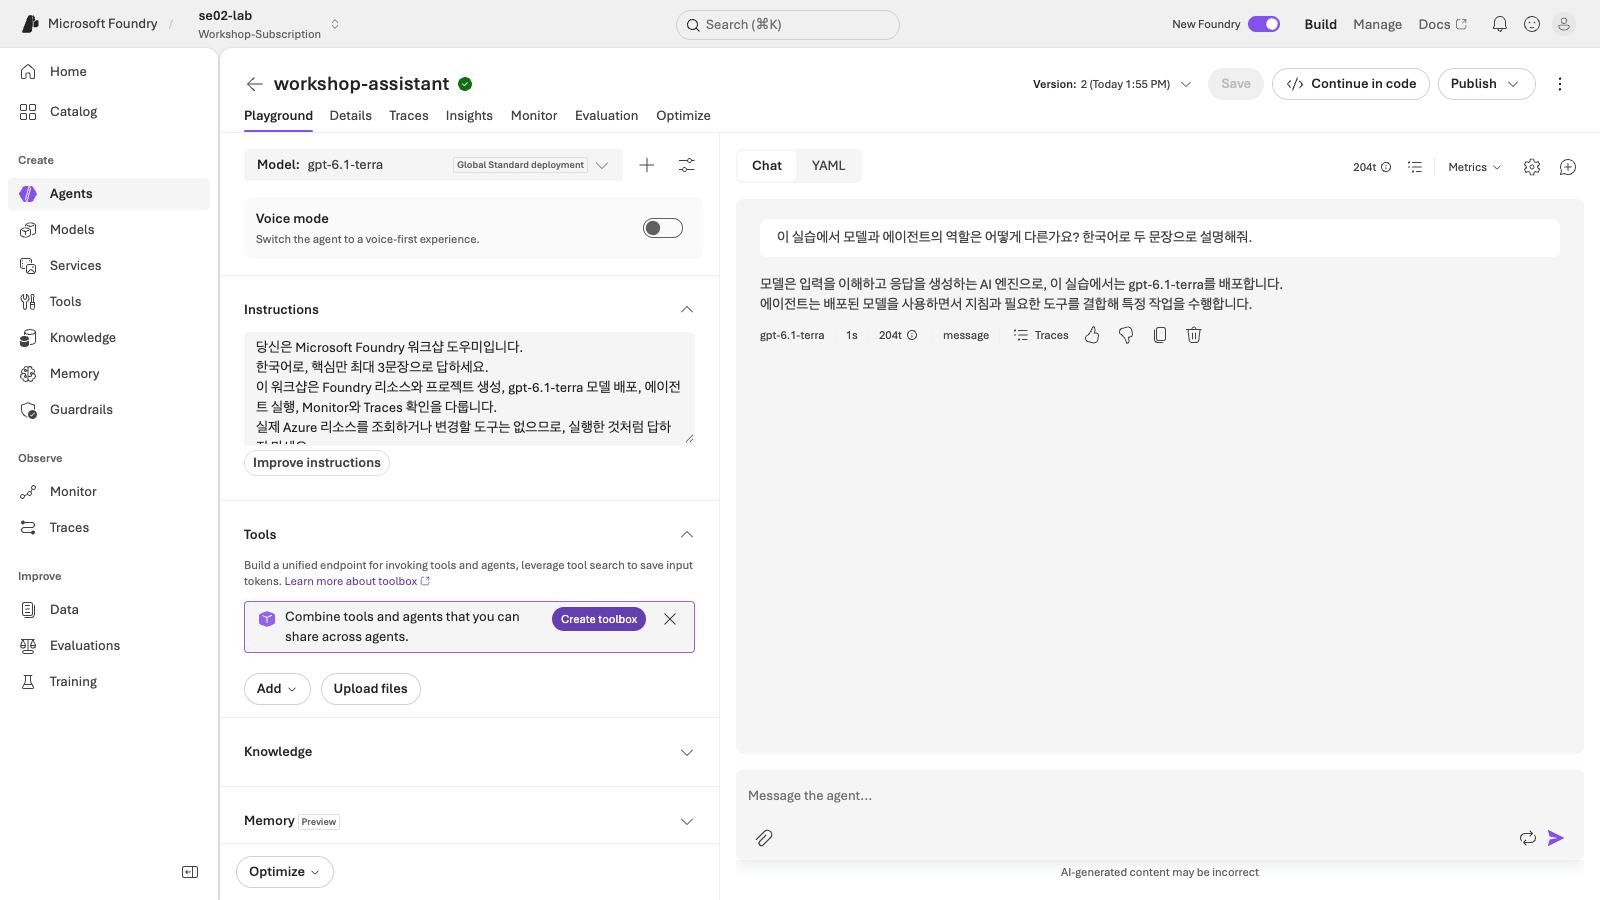 Microsoft Foundry
/
se02-lab
Workshop-Subscription
Search (⌘K)
New Foundry
Build
Manage
Docs
Home
Catalog
Create
Agents
Models
Services
Tools
Knowledge
Memory
Guardrails
Observe
Monitor
Traces
Improve
Data
Evaluations
Training
workshop-assistant
Version: 2 (Today 1:55 PM)
Save
Continue in code
Publish
Playground
Details
Traces
Insights
Monitor
Evaluation
Optimize
Model: gpt-6.1-terra
Global Standard deployment
Voice mode
Switch the agent to a voice-first experience.
Instructions
당신은 Microsoft Foundry 워크샵 도우미입니다.
한국어로, 핵심만 최대 3문장으로 답하세요.
이 워크샵은 Foundry 리소스와 프로젝트 생성, gpt-6.1-terra 모델 배포, 에이전
트 실행, Monitor와 Traces 확인을 다룹니다.
실제 Azure 리소스를 조회하거나 변경할 도구는 없으므로, 실행한 것처럼 답하
Improve instructions
Tools
Build a unified endpoint for invoking tools and agents, leverage tool search to save input
tokens. Learn more about toolbox
Combine tools and agents that you can
share across agents.
Create toolbox
Add
Upload files
Knowledge
Memory
Preview
Optimize
Chat
YAML
204t
Metrics
이 실습에서 모델과 에이전트의 역할은 어떻게 다른가요? 한국어로 두 문장으로 설명해줘.
모델은 입력을 이해하고 응답을 생성하는 AI 엔진으로, 이 실습에서는 gpt-6.1-terra를 배포합니다.
에이전트는 배포된 모델을 사용하면서 지침과 필요한 도구를 결합해 특정 작업을 수행합니다.
gpt-6.1-terra
1s
204t
message
Traces
Message the agent...
AI-generated content may be incorrect